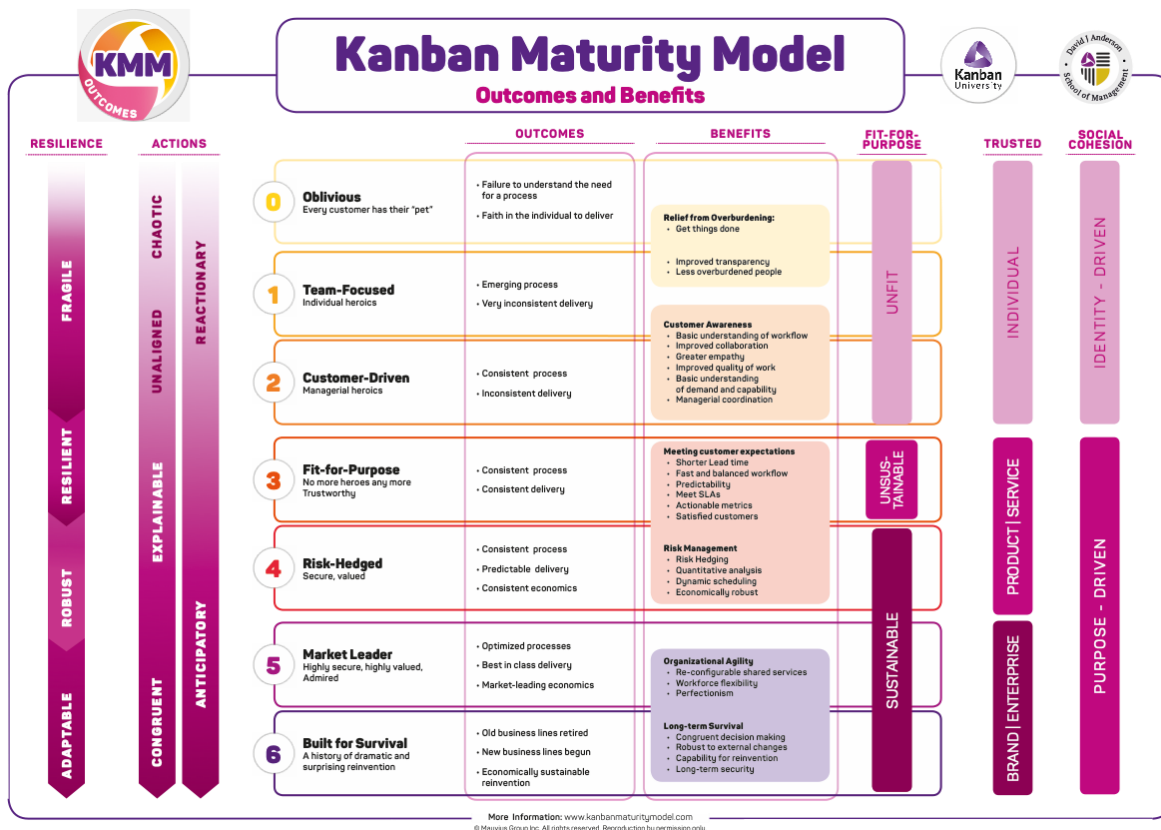 KMM
OUTCOMES
Kanban Maturity Model
Outcomes and Benefits
Kanban
University
David J Anderson
School of Management
RESILIENCE
ACTIONS
OUTCOMES
BENEFITS
FIT-FOR-
PURPOSE
TRUSTED
SOCIAL
COHESION
FRAGILE
RESILIENT
ROBUST
ADAPTABLE
CHAOTIC
UNALIGNED
EXPLAINABLE
CONGRUENT
REACTIONARY
ANTICIPATORY
0
Oblivious
Every customer has their "pet"
• Failure to understand the need
for a process
• Faith in the individual to deliver
Relief from Overburdening:
• Get things done
• Improved transparency
• Less overburdened people
1
Team-Focused
Individual heroics
• Emerging process
• Very inconsistent delivery
Customer Awareness
• Basic understanding of workflow
• Improved collaboration
• Greater empathy
• Improved quality of work
• Basic understanding
of demand and capability
• Managerial coordination
2
Customer-Driven
Managerial heroics
• Consistent process
• Inconsistent delivery
3
Fit-for-Purpose
No more heroes any more
Trustworthy
• Consistent process
• Consistent delivery
Meeting customer expectations
• Shorter Lead time
• Fast and balanced workflow
• Predictability
• Meet SLAs
• Actionable metrics
• Satisfied customers
4
Risk-Hedged
Secure, valued
• Consistent process
• Predictable delivery
• Consistent economics
Risk Management
• Risk Hedging
• Quantitative analysis
• Dynamic scheduling
• Economically robust
5
Market Leader
Highly secure, highly valued,
Admired
• Optimized processes
• Best in class delivery
• Market-leading economics
Organizational Agility
• Re-configurable shared services
• Workforce flexibility
• Perfectionism
6
Built for Survival
A history of dramatic and
surprising reinvention
• Old business lines retired
• New business lines begun
• Economically sustainable
reinvention
Long-term Survival
• Congruent decision making
• Robust to external changes
• Capability for reinvention
• Long-term security
UNFIT
UNSUS-
TAINABLE
SUSTAINABLE
INDIVIDUAL
PRODUCT | SERVICE
BRAND | ENTERPRISE
IDENTITY - DRIVEN
PURPOSE - DRIVEN
More Information: www.kanbanmaturitymodel.com
© Mauvius Group Inc. All rights reserved. Reproduction by permission only